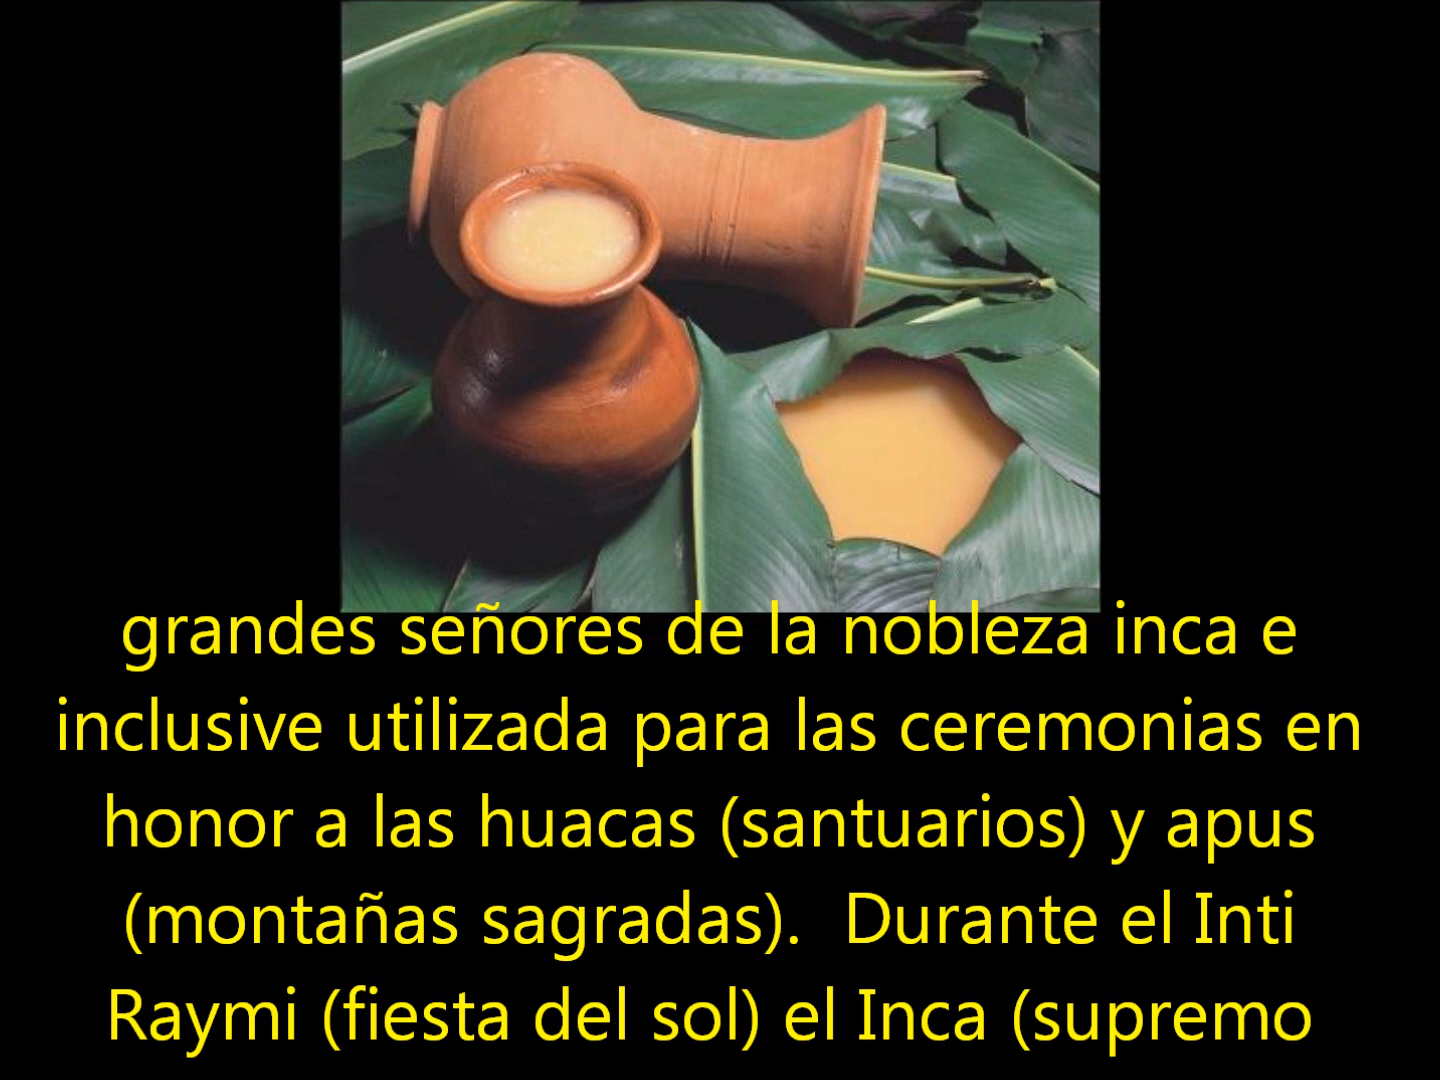 grandes señores de la nobleza inca e
inclusive utilizada para las ceremonias en
honor a las huacas (santuarios) y apus
(montañas sagradas).  Durante el Inti
Raymi (fiesta del sol) el Inca (supremo